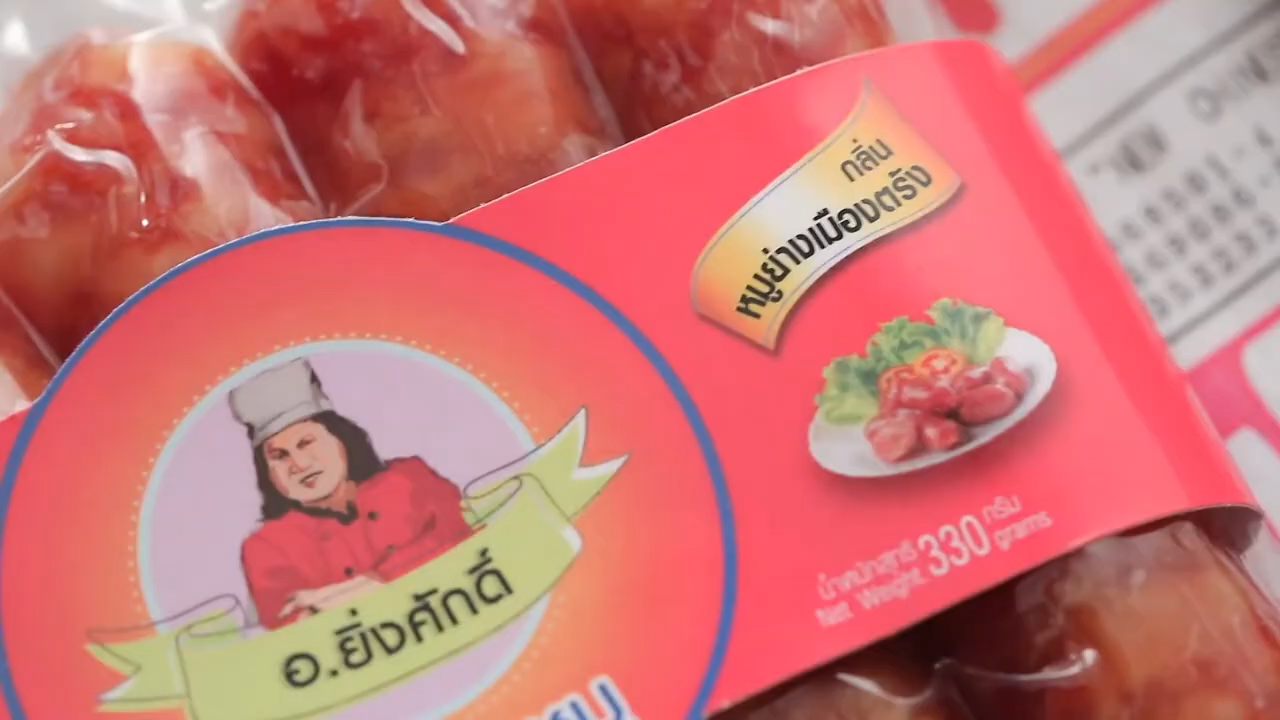 กลิ่น
หมูย่างเมืองตรัง
น้ำหนักสุทธิ 330 กรัม
Net Weight. grams
อ.ยิ่งศักดิ์